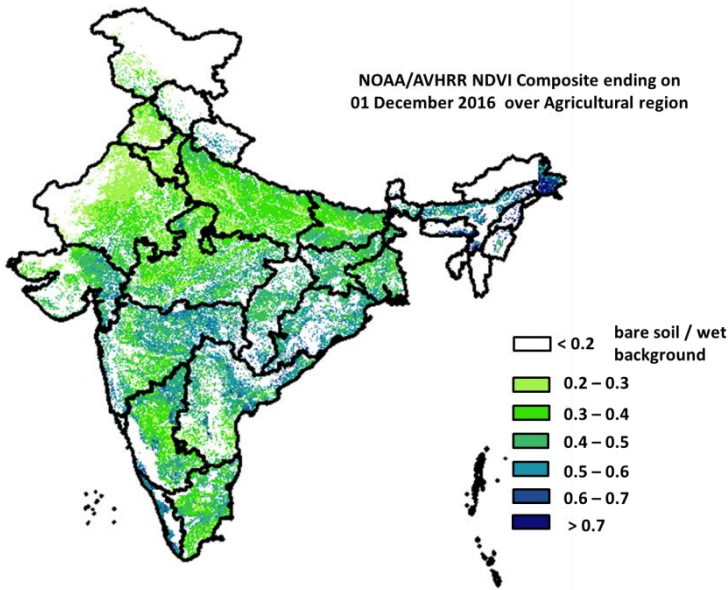 NOAA/AVHRR NDVI Composite ending on
01 December 2016 over Agricultural region
< 0.2 bare soil / wet
background
0.2 – 0.3
0.3 – 0.4
0.4 – 0.5
0.5 – 0.6
0.6 – 0.7
> 0.7